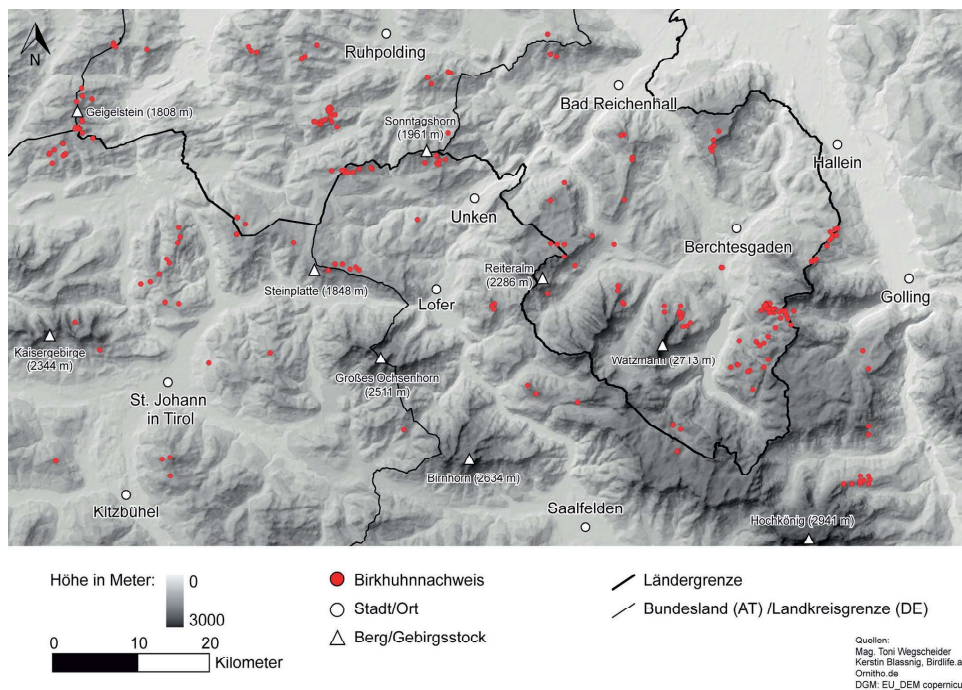 N
Ruhpolding
Bad Reichenhall
Geigelstein (1808 m)
Sonntagshorn
(1961 m)
Hallein
Unken
Berchtesgaden
Reiteralm
(2286 m)
Steinplatte (1848 m)
Lofer
Golling
Kaisergebirge
(2344 m)
Watzmann (2713 m)
Großes Ochsenhorn
(2511 m)
St. Johann
in Tirol
Birnhorn (2634 m)
Kitzbühel
Saalfelden
Hochkönig (2941 m)
Höhe in Meter:
0
3000
Birkhuhnnachweis
Stadt/Ort
Berg/Gebirgsstock
Ländergrenze
Bundesland (AT) /Landkreisgrenze (DE)
0 10 20
Kilometer
Quellen:
Mag. Toni Wegscheider
Kerstin Blassnig, Birdlife.a
Ornitho.de
DGM: EU_DEM copernicu